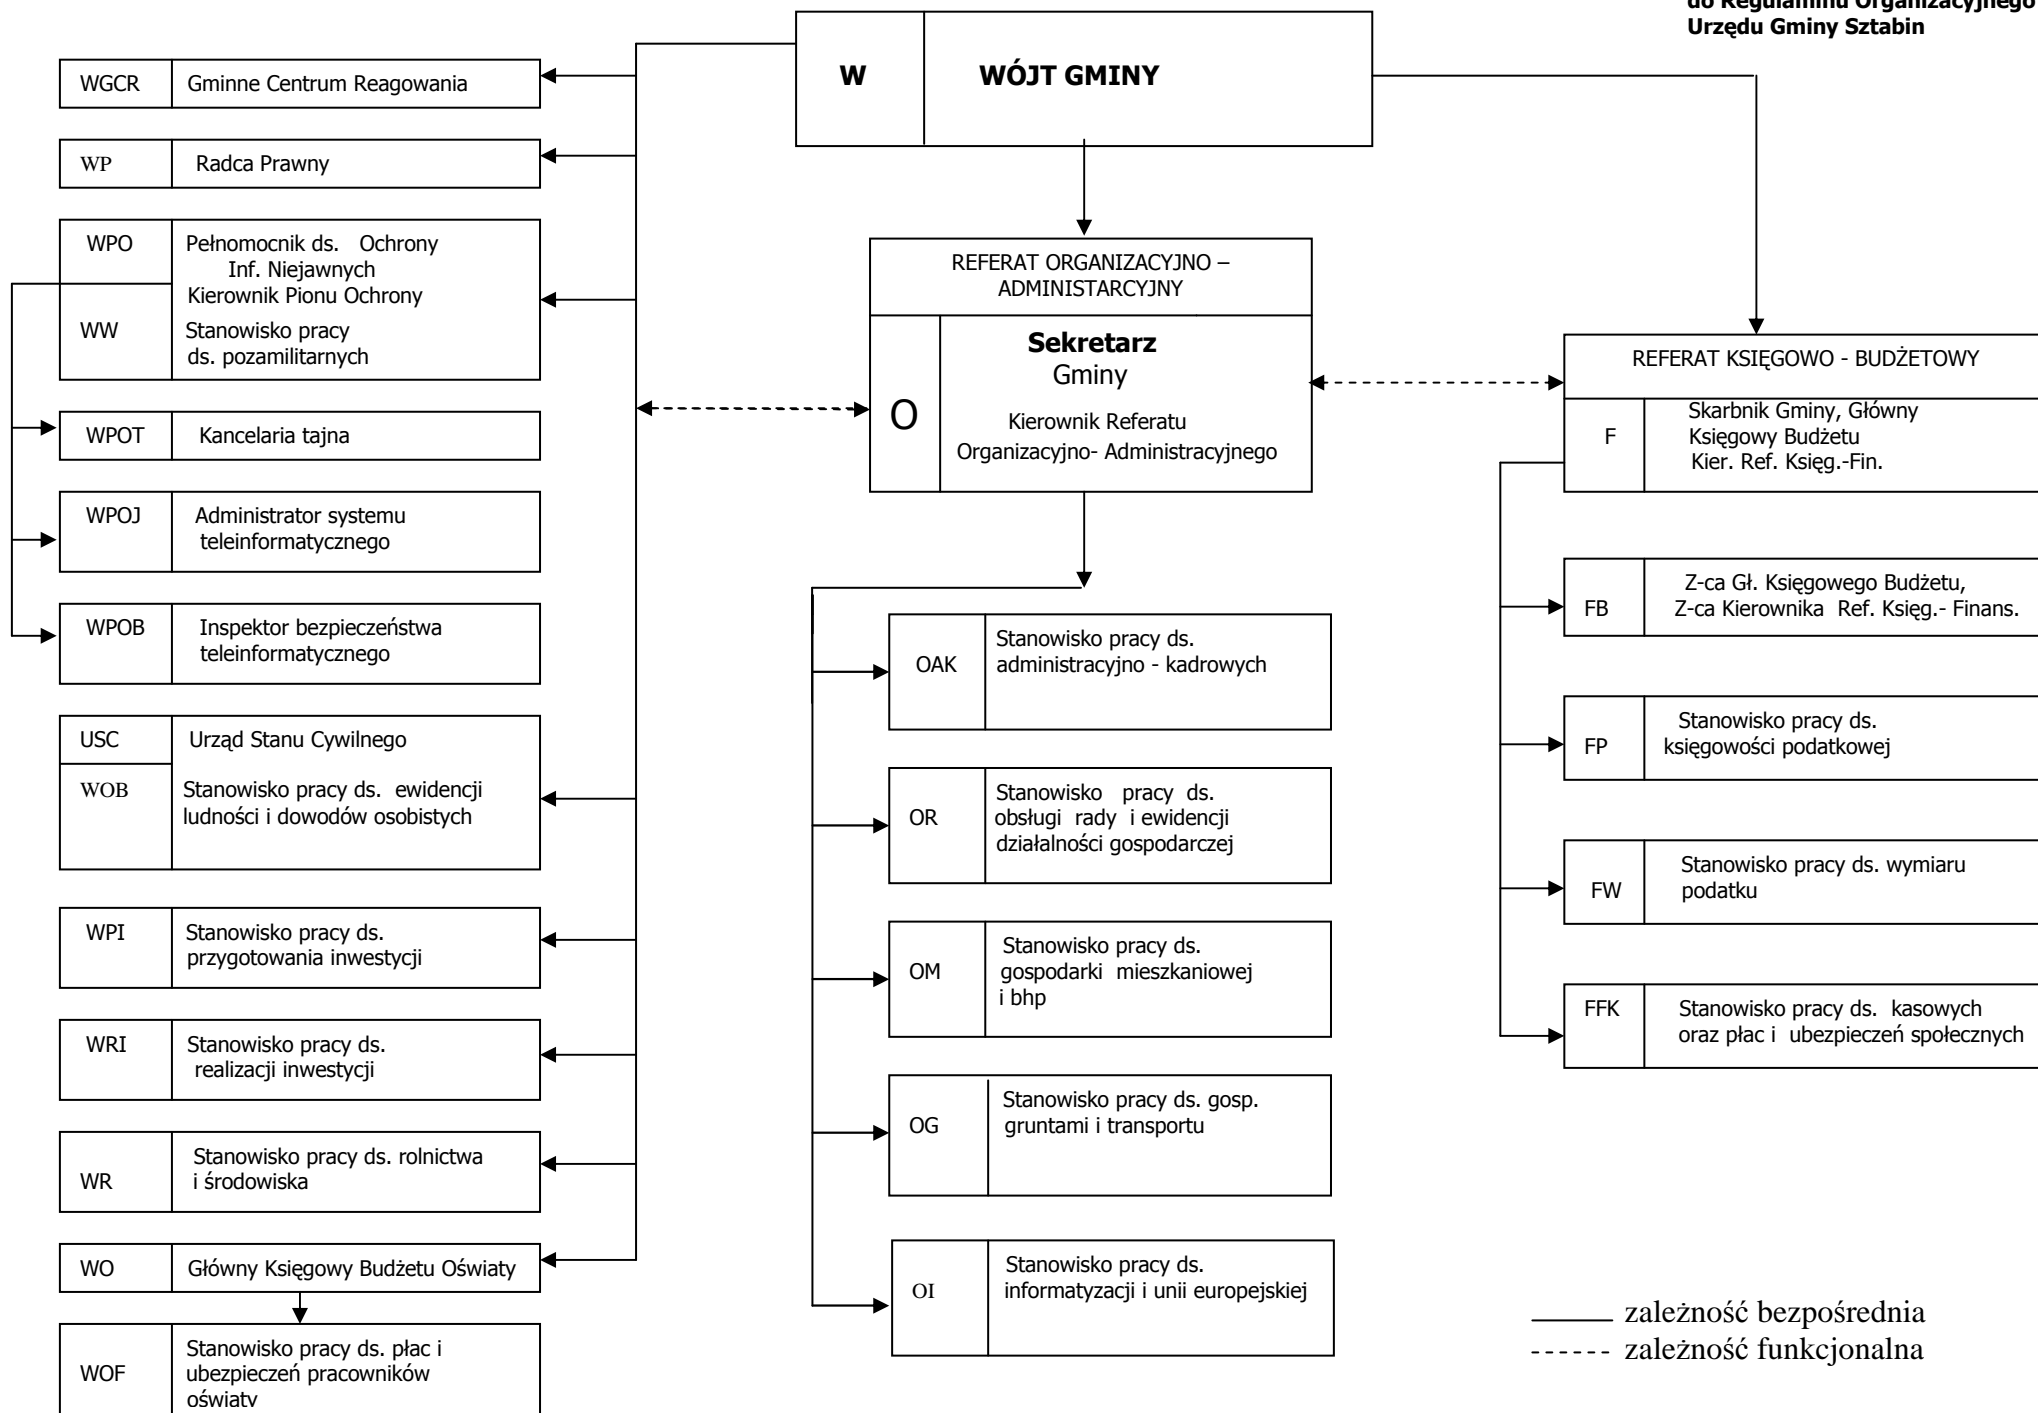 do Regulaminu Organizacyjnego
Urzędu Gminy Sztabin
W WÓJT GMINY
WGCR Gminne Centrum Reagowania
WP Radca Prawny
WPO Pełnomocnik ds. Ochrony
Inf. Niejawnych
Kierownik Pionu Ochrony
WW Stanowisko pracy
ds. pozamilitarnych
WPOT Kancelaria tajna
WPOJ Administrator systemu
teleinformatycznego
WPOB Inspektor bezpieczeństwa
teleinformatycznego
USC Urząd Stanu Cywilnego
WOB Stanowisko pracy ds. ewidencji
ludności i dowodów osobistych
WPI Stanowisko pracy ds.
przygotowania inwestycji
WRI Stanowisko pracy ds.
realizacji inwestycji
Stanowisko pracy ds. rolnictwa
WR i środowiska
WO Główny Księgowy Budżetu Oświaty
Stanowisko pracy ds. płac i
WOF ubezpieczeń pracowników
oświaty
REFERAT ORGANIZACYJNO –
ADMINISTARCYJNY
Sekretarz
Gminy
O
Kierownik Referatu
Organizacyjno- Administracyjnego
Stanowisko pracy ds.
OAK administracyjno - kadrowych
Stanowisko pracy ds.
OR obsługi rady i ewidencji
działalności gospodarczej
Stanowisko pracy ds.
OM gospodarki mieszkaniowej
i bhp
Stanowisko pracy ds. gosp.
OG gruntami i transportu
Stanowisko pracy ds.
OI informatyzacji i unii europejskiej
REFERAT KSIĘGOWO - BUDŻETOWY
Skarbnik Gminy, Główny
F Księgowy Budżetu
Kier. Ref. Księg.-Fin.
Z-ca Gł. Księgowego Budżetu,
FB Z-ca Kierownika Ref. Księg.- Finans.
Stanowisko pracy ds.
FP księgowości podatkowej
Stanowisko pracy ds. wymiaru
FW podatku
FFK Stanowisko pracy ds. kasowych
oraz płac i ubezpieczeń społecznych
zależność bezpośrednia
zależność funkcjonalna